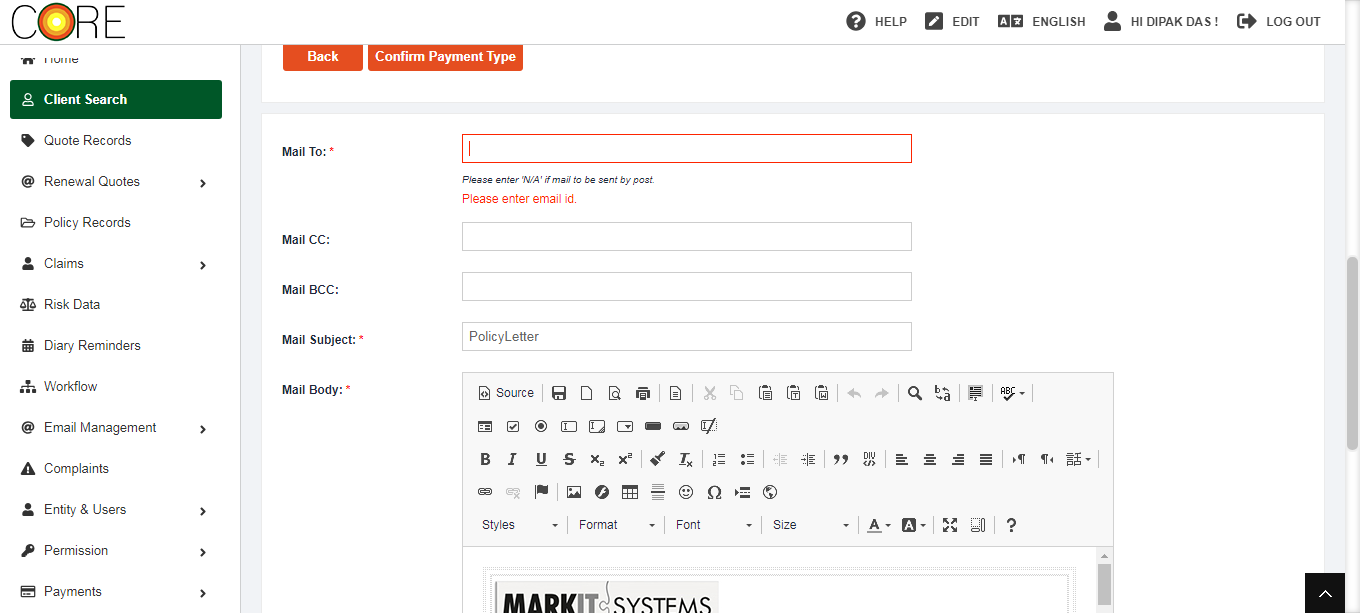 CORE
HELP
EDIT
ENGLISH
HI DIPAK DAS !
LOG OUT
Home
Client Search
Quote Records
Renewal Quotes
Policy Records
Claims
Risk Data
Diary Reminders
Workflow
Email Management
Complaints
Entity & Users
Permission
Payments
Back
Confirm Payment Type
Mail To: *
Please enter 'N/A' if mail to be sent by post.
Please enter email id.
Mail CC:
Mail BCC:
Mail Subject: *
PolicyLetter
Mail Body: *
Source
Styles
Format
Font
Size
MARKIT SYSTEMS